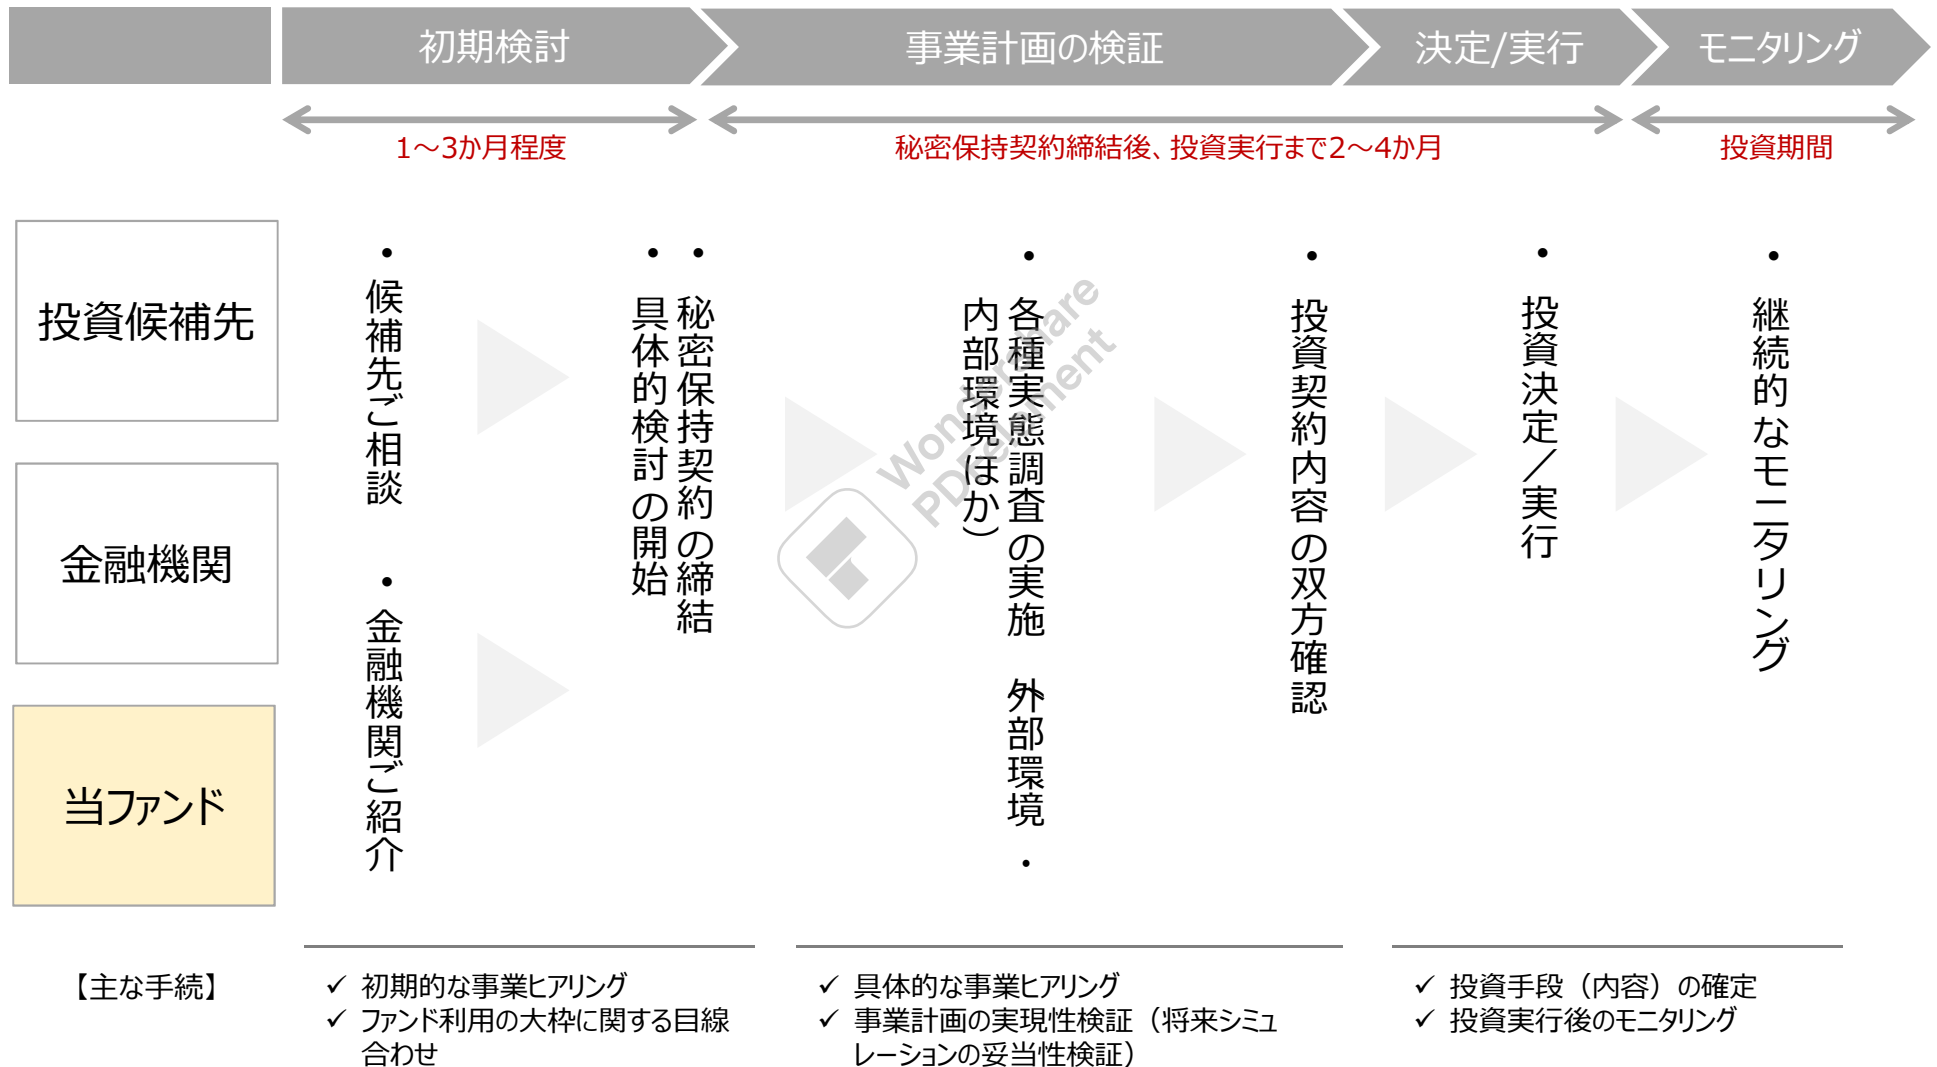 初期検討
事業計画の検証
決定/実行
モニタリング
1～3か月程度
秘密保持契約締結後、投資実行まで2～4か月
投資期間
投資候補先
金融機関
当ファンド
・候補先ご相談
・金融機関ご紹介
・秘密保持契約の締結
・具体的検討の開始
・各種実態調査の実施（外部環境・
内部環境ほか）
・投資契約内容の双方確認
・投資決定／実行
・継続的なモニタリング
Wondershare
PDFelement
【主な手続】
✓ 初期的な事業ヒアリング
✓ ファンド利用の大枠に関する目線
合わせ
✓ 具体的な事業ヒアリング
✓ 事業計画の実現性検証（将来シミュ
レーションの妥当性検証）
✓ 投資手段（内容）の確定
✓ 投資実行後のモニタリング